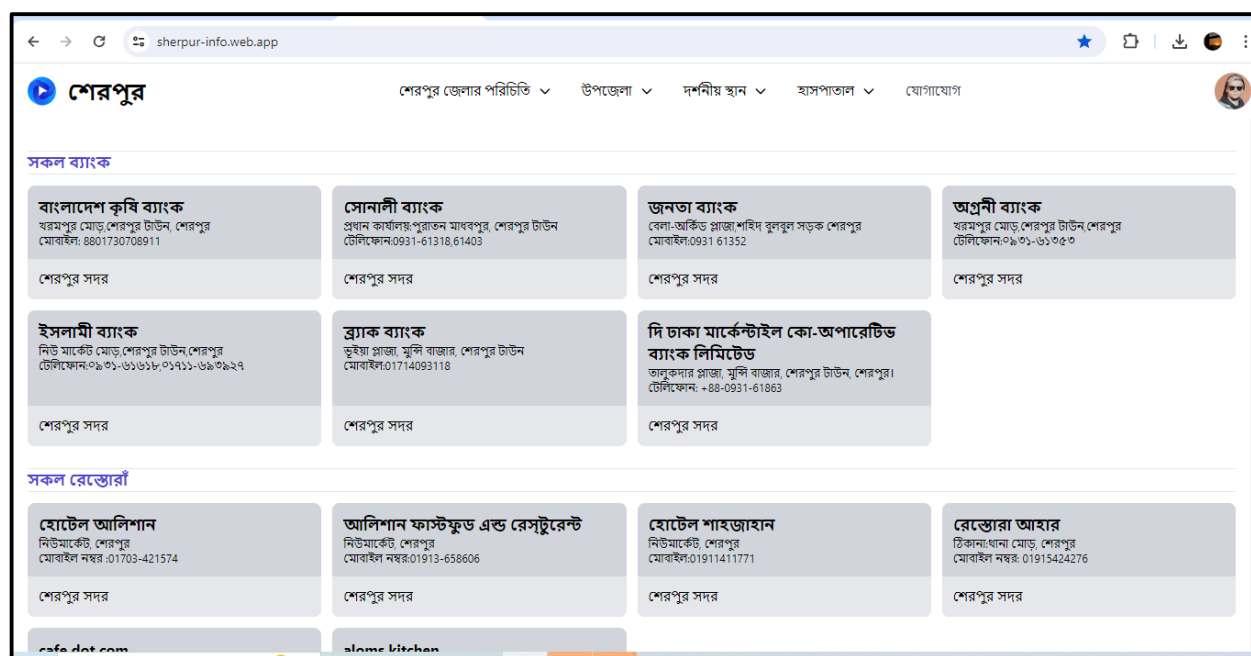 sherpur-info.web.app
শেরপুর
শেরপুর জেলার পরিচিতি উপজেলা দর্শনীয় স্থান হাসপাতাল যোগাযোগ
সকল ব্যাংক
বাংলাদেশ কৃষি ব্যাংক
খরমপুর মোড়,শেরপুর টাউন, শেরপুর
মোবাইল: 8801730708911
শেরপুর সদর
সোনালী ব্যাংক
প্রধান কার্যালয়:পুরাতন মাধবপুর, শেরপুর টাউন
টেলিফোন:0931-61318,61403
শেরপুর সদর
জনতা ব্যাংক
বেলা-অর্কিড প্লাজা,শহিদ বুলবুল সড়ক শেরপুর
মোবাইল:0931 61352
শেরপুর সদর
অগ্রনী ব্যাংক
খরমপুর মোড়,শেরপুর টাউন,শেরপুর
টেলিফোন:০৯৩১-৬১৩৫৩
শেরপুর সদর
ইসলামী ব্যাংক
নিউ মার্কেট মোড়,শেরপুর টাউন,শেরপুর
টেলিফোন:০৯৩১-৬১৬১৮,০১৭১১-৬৯৩৯২৭
শেরপুর সদর
ব্র্যাক ব্যাংক
ভূইয়া প্লাজা, মুন্সি বাজার, শেরপুর টাউন
মোবাইল:01714093118
শেরপুর সদর
দি ঢাকা মার্কেন্টাইল কো-অপারেটিভ
ব্যাংক লিমিটেড
তালুকদার প্লাজা, মুন্সি বাজার, শেরপুর টাউন, শেরপুর।
টেলিফোন: +88-0931-61863
শেরপুর সদর
সকল রেস্তোরাঁ
হোটেল আলিশান
নিউমার্কেট, শেরপুর
মোবাইল নম্বর :01703-421574
শেরপুর সদর
আলিশান ফাস্টফুড এন্ড রেস্টুরেন্ট
নিউমার্কেট, শেরপুর
মোবাইল নম্বর:01913-658606
শেরপুর সদর
হোটেল শাহজাহান
নিউমার্কেট, শেরপুর
মোবাইল:01911411771
শেরপুর সদর
রেস্তোরা আহার
ঠিকানা:থানা মোড়, শেরপুর
মোবাইল নম্বর: 01915424276
শেরপুর সদর
cafe dot com
aloms kitchen